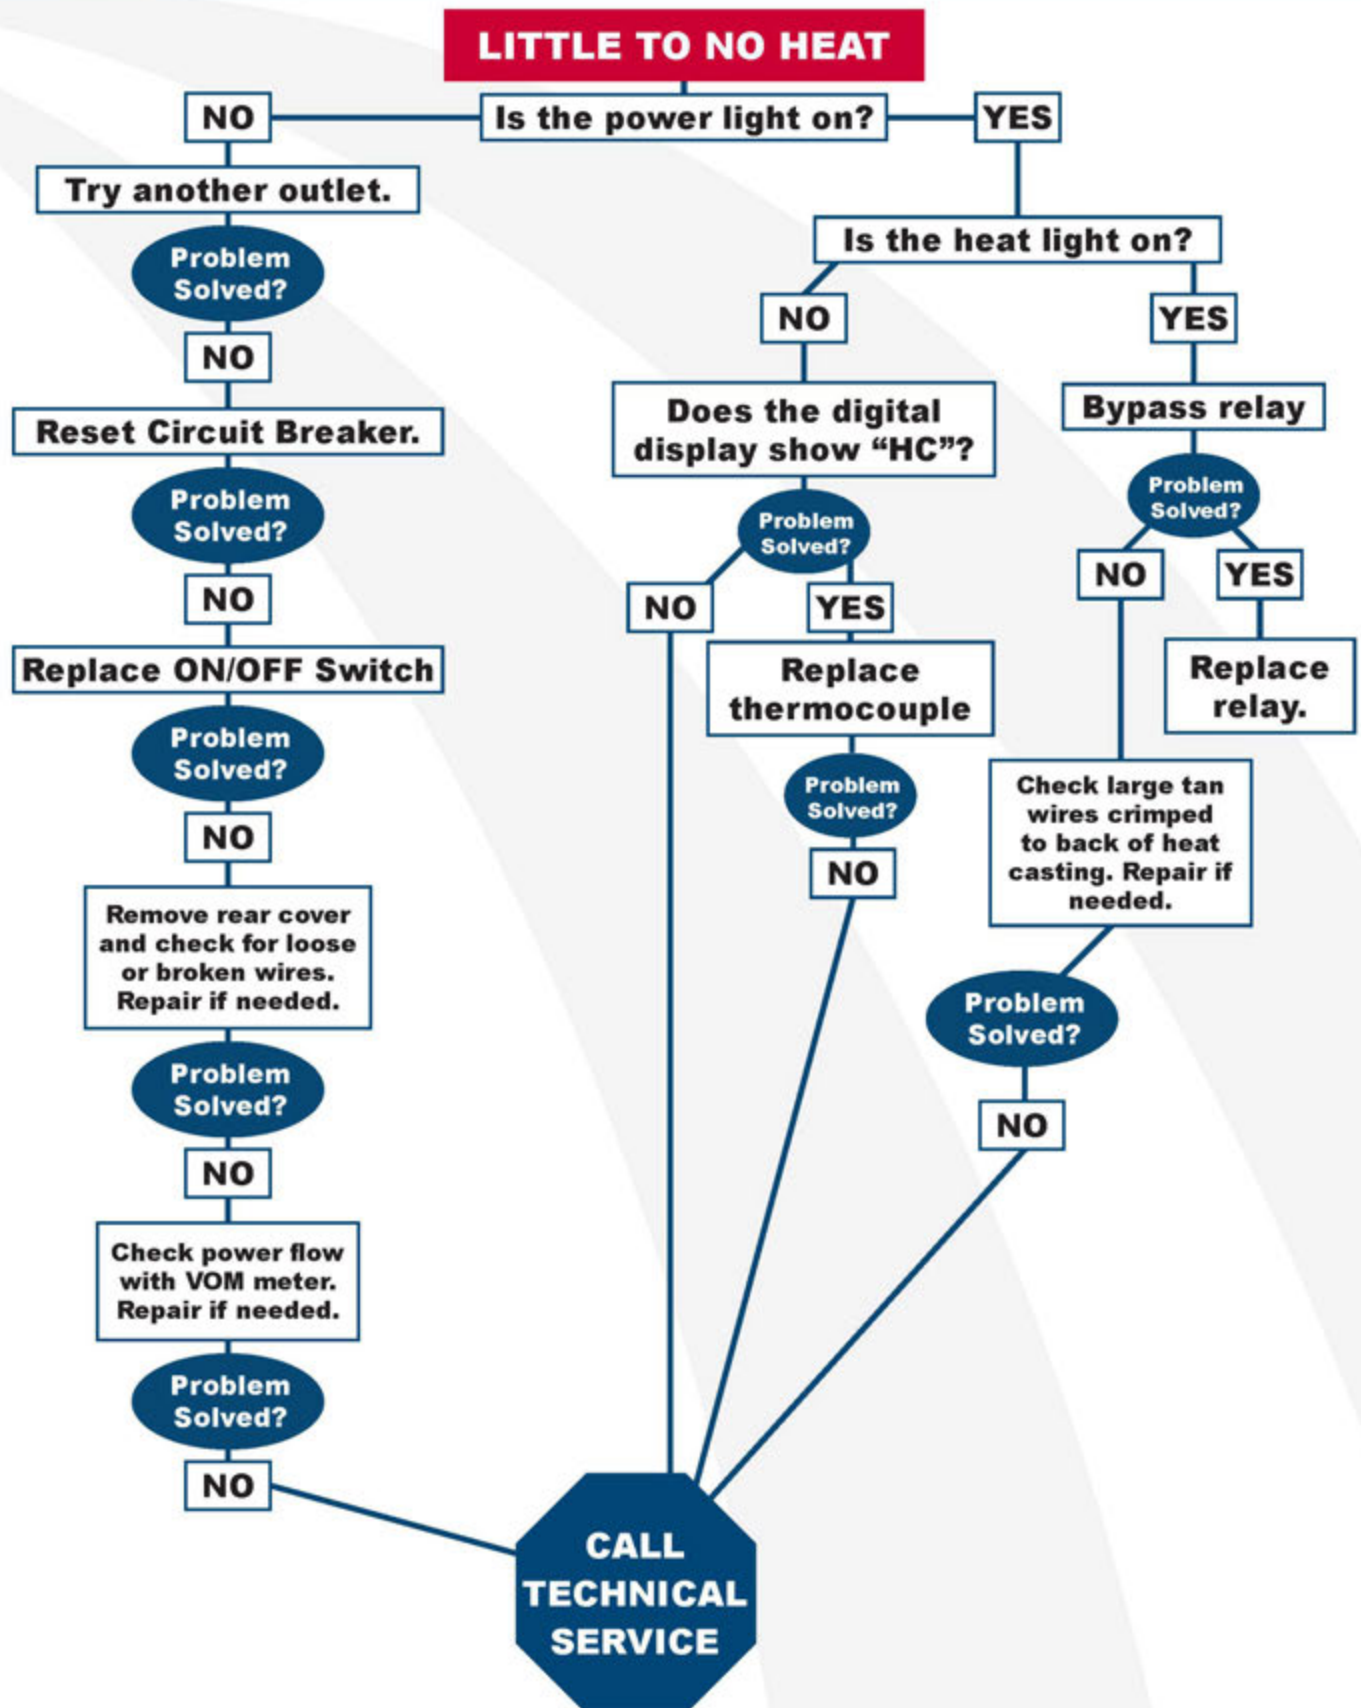 LITTLE TO NO HEAT
Is the power light on?
NO
YES
Try another outlet.
Problem
Solved?
NO
Reset Circuit Breaker.
Problem
Solved?
NO
Replace ON/OFF Switch
Problem
Solved?
NO
Remove rear cover
and check for loose
or broken wires.
Repair if needed.
Problem
Solved?
NO
Check power flow
with VOM meter.
Repair if needed.
Problem
Solved?
NO
Is the heat light on?
NO
Does the digital
display show “HC”?
Problem
Solved?
NO
YES
Replace
thermocouple
Problem
Solved?
NO
YES
Bypass relay
Problem
Solved?
NO
YES
Replace
relay.
Check large tan
wires crimped
to back of heat
casting. Repair if
needed.
Problem
Solved?
NO
CALL
TECHNICAL
SERVICE